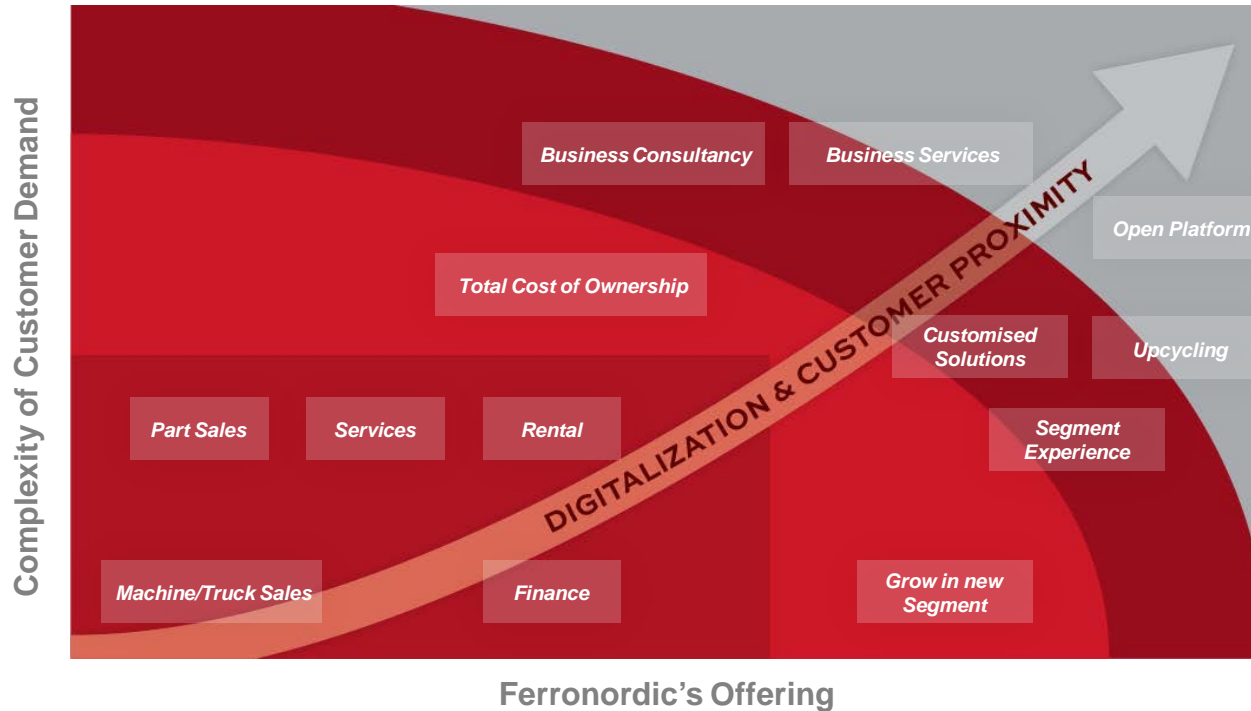 Complexity of Customer Demand
Business Consultancy
Business Services
Open Platform
Total Cost of Ownership
DIGITALIZATION & CUSTOMER PROXIMITY
Customised
Solutions
Upcycling
Part Sales
Services
Rental
Segment
Experience
Machine/Truck Sales
Finance
Grow in new
Segment
Ferronordic's Offering